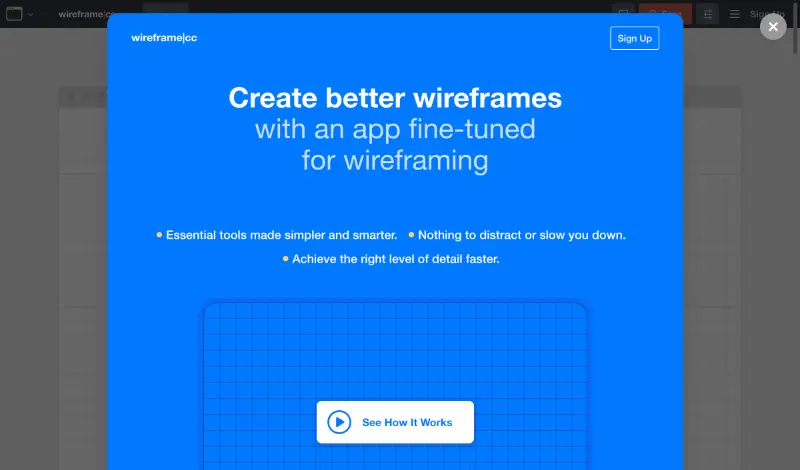 wireframe|cc
Save
Sign Up
wireframe|cc
Sign Up
Create better wireframes
with an app fine-tuned
for wireframing
Essential tools made simpler and smarter.
Nothing to distract or slow you down.
Achieve the right level of detail faster.
See How It Works